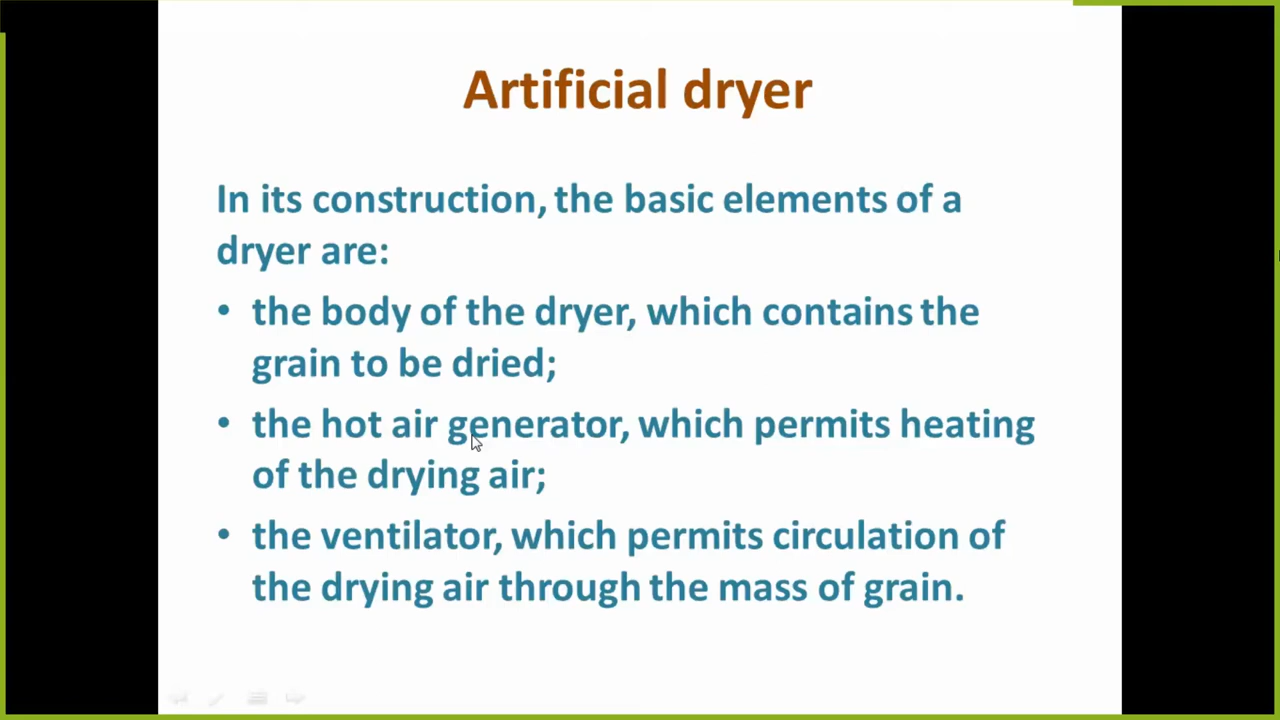 Artificial dryer
In its construction, the basic elements of a
dryer are:
• the body of the dryer, which contains the
grain to be dried;
• the hot air generator, which permits heating
of the drying air;
• the ventilator, which permits circulation of
the drying air through the mass of grain.